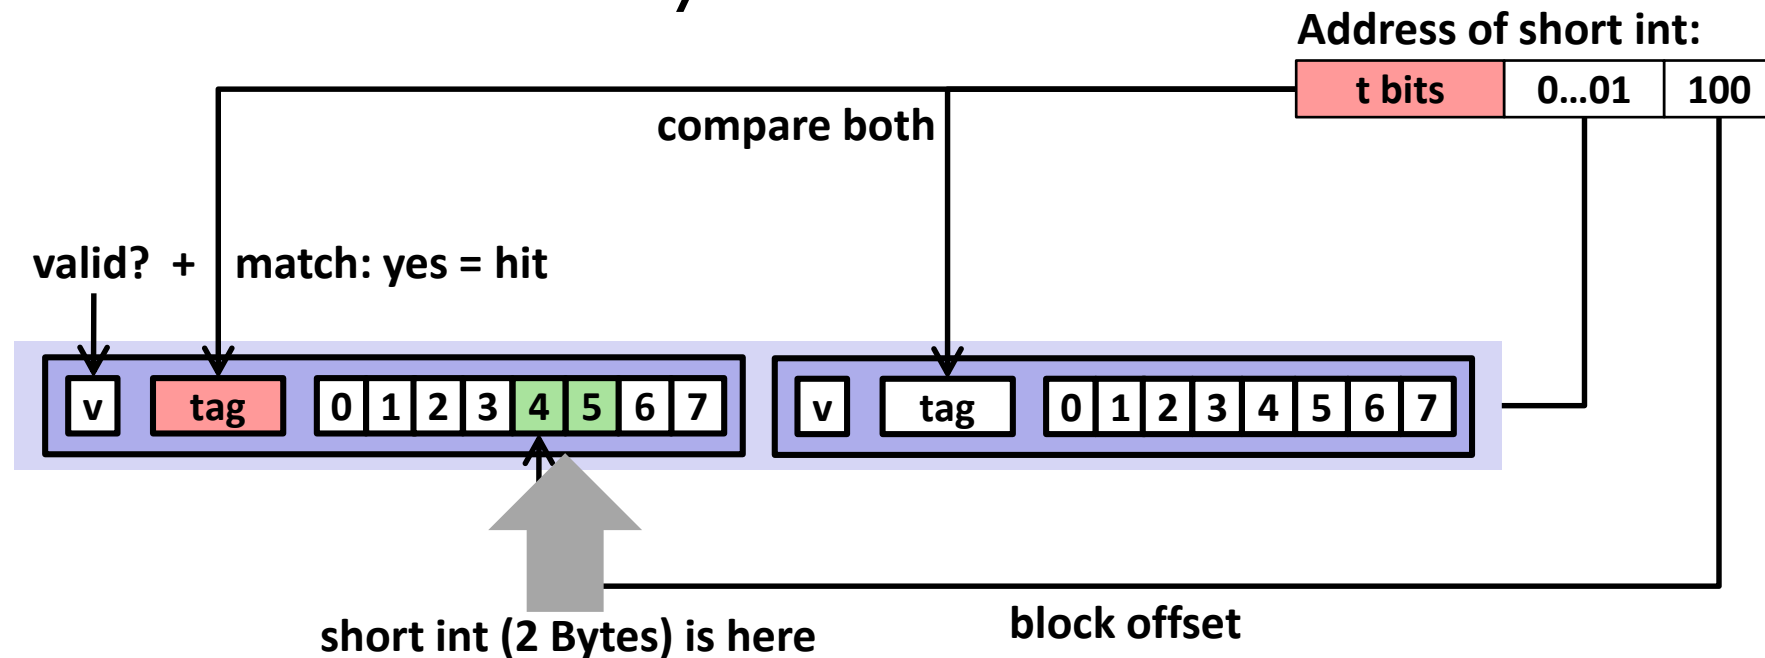 Address of short int:
t bits 0...01 100
compare both
valid? + match: yes = hit
v tag 0 1 2 3 4 5 6 7 v tag 0 1 2 3 4 5 6 7
short int (2 Bytes) is here
block offset